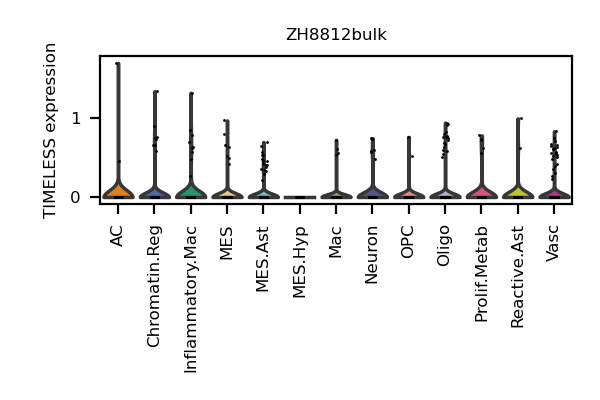 ZH8812bulk
TIMELESS expression
1
0
AC
Chromatin.Reg
Inflammatory.Mac
MES
MES.Ast
MES.Hyp
Mac
Neuron
OPC
Oligo
Prolif.Metab
Reactive.Ast
Vasc